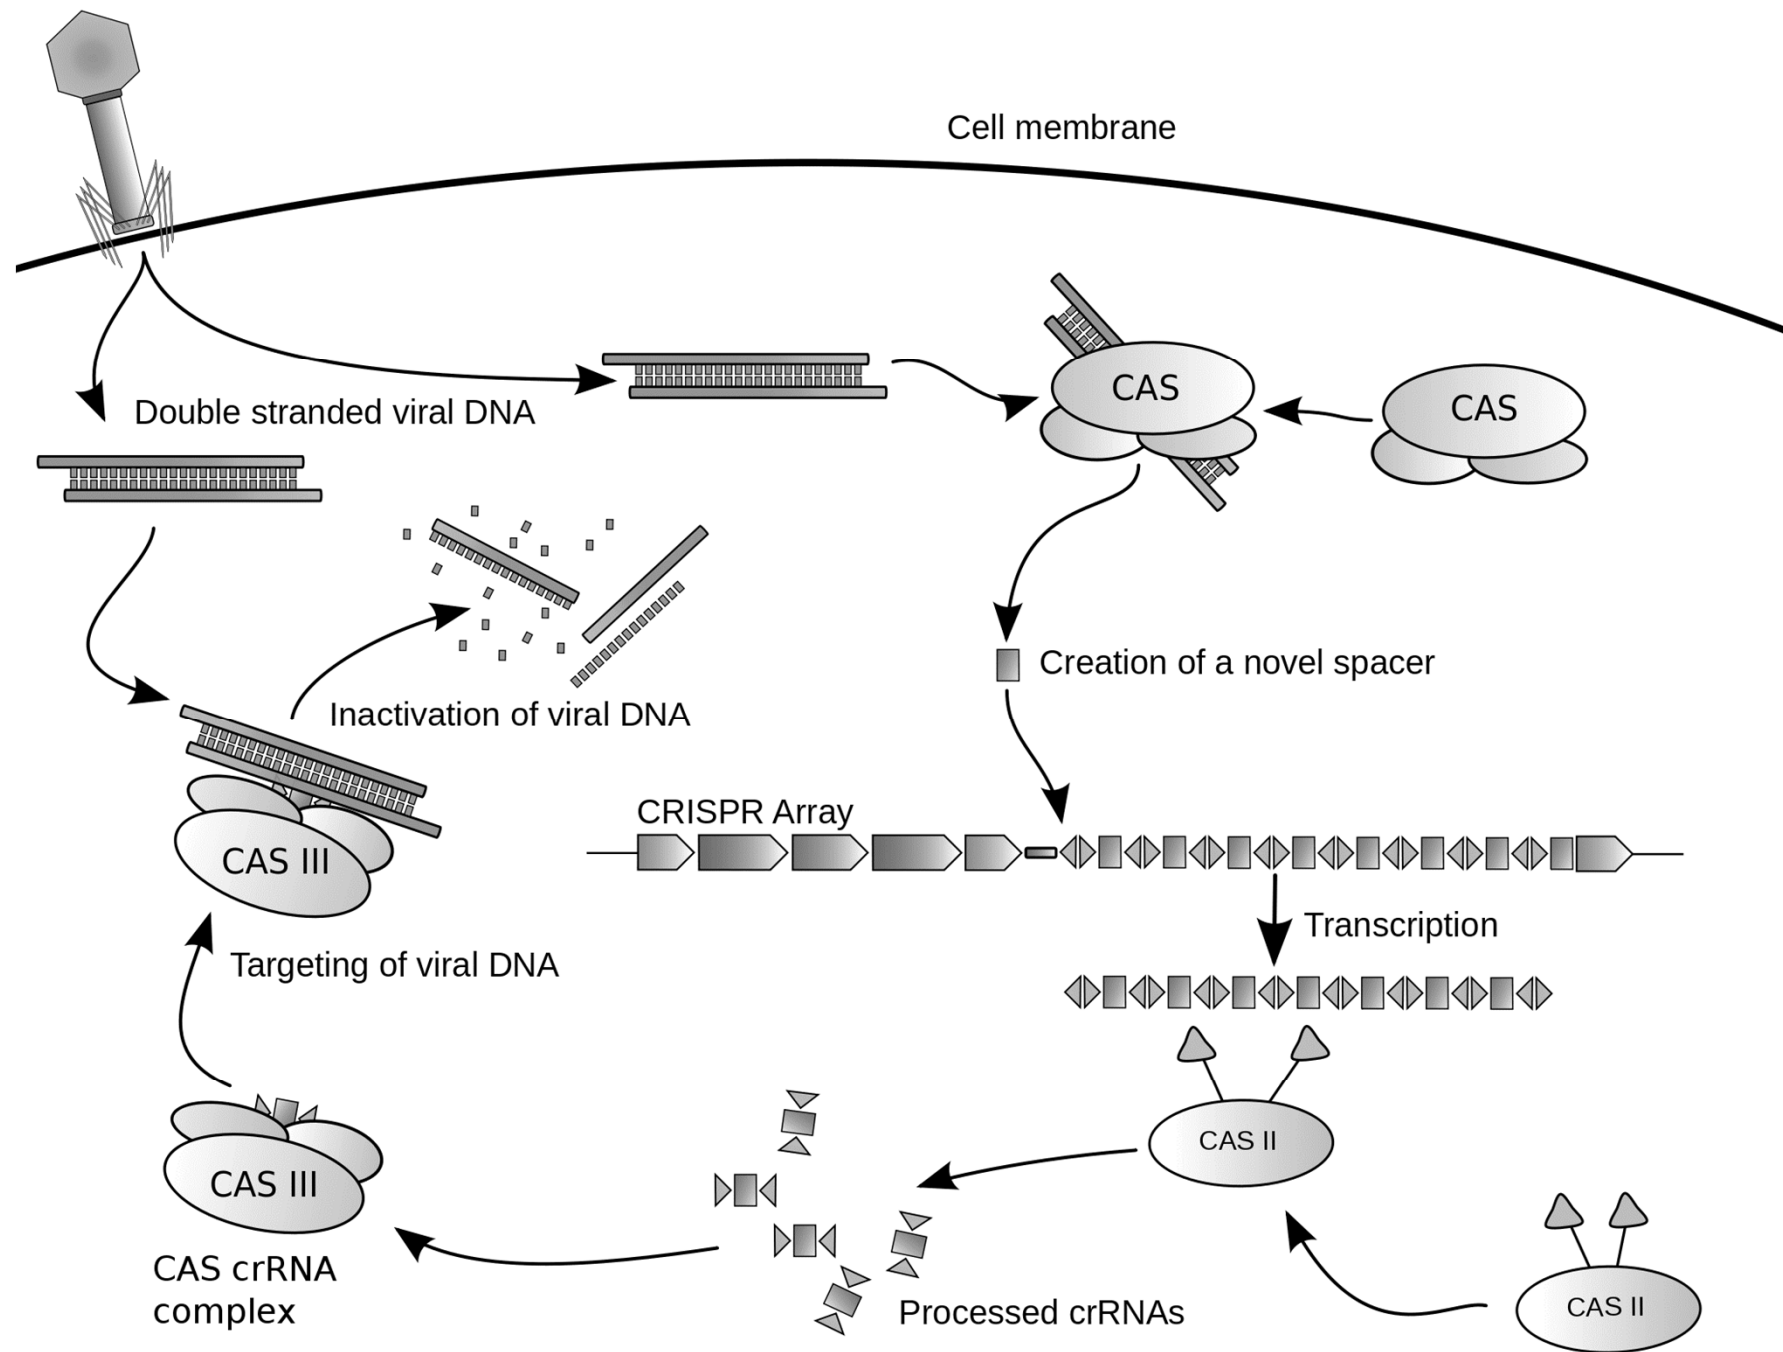 Cell membrane
CAS
CAS
Double stranded viral DNA
Creation of a novel spacer
Inactivation of viral DNA
CRISPR Array
CAS III
Transcription
Targeting of viral DNA
CAS II
CAS III
CAS crRNA
complex
Processed crRNAs
CAS II